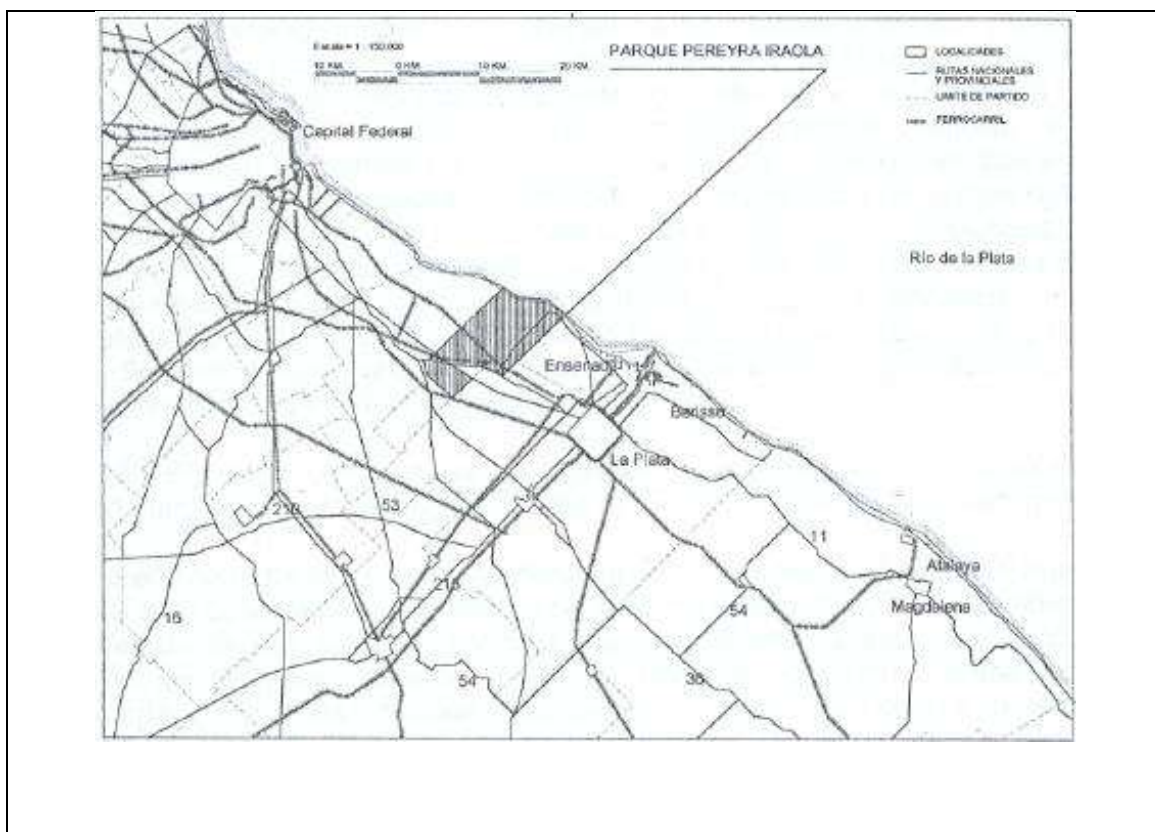 PARQUE PEREYRA IRAOLA
10 KM. 0 KM. 10 KM. 20 KM.
LOCALIDADES
RUTAS NACIONALES
Y PROVINCIALES
LIMITE DE PARTIDO
FERROCARRIL
Capital Federal
Río de la Plata
Ensenada
Berisso
La Plata
210
53
11
215
Atalaya
Magdalena
16
54
54
36